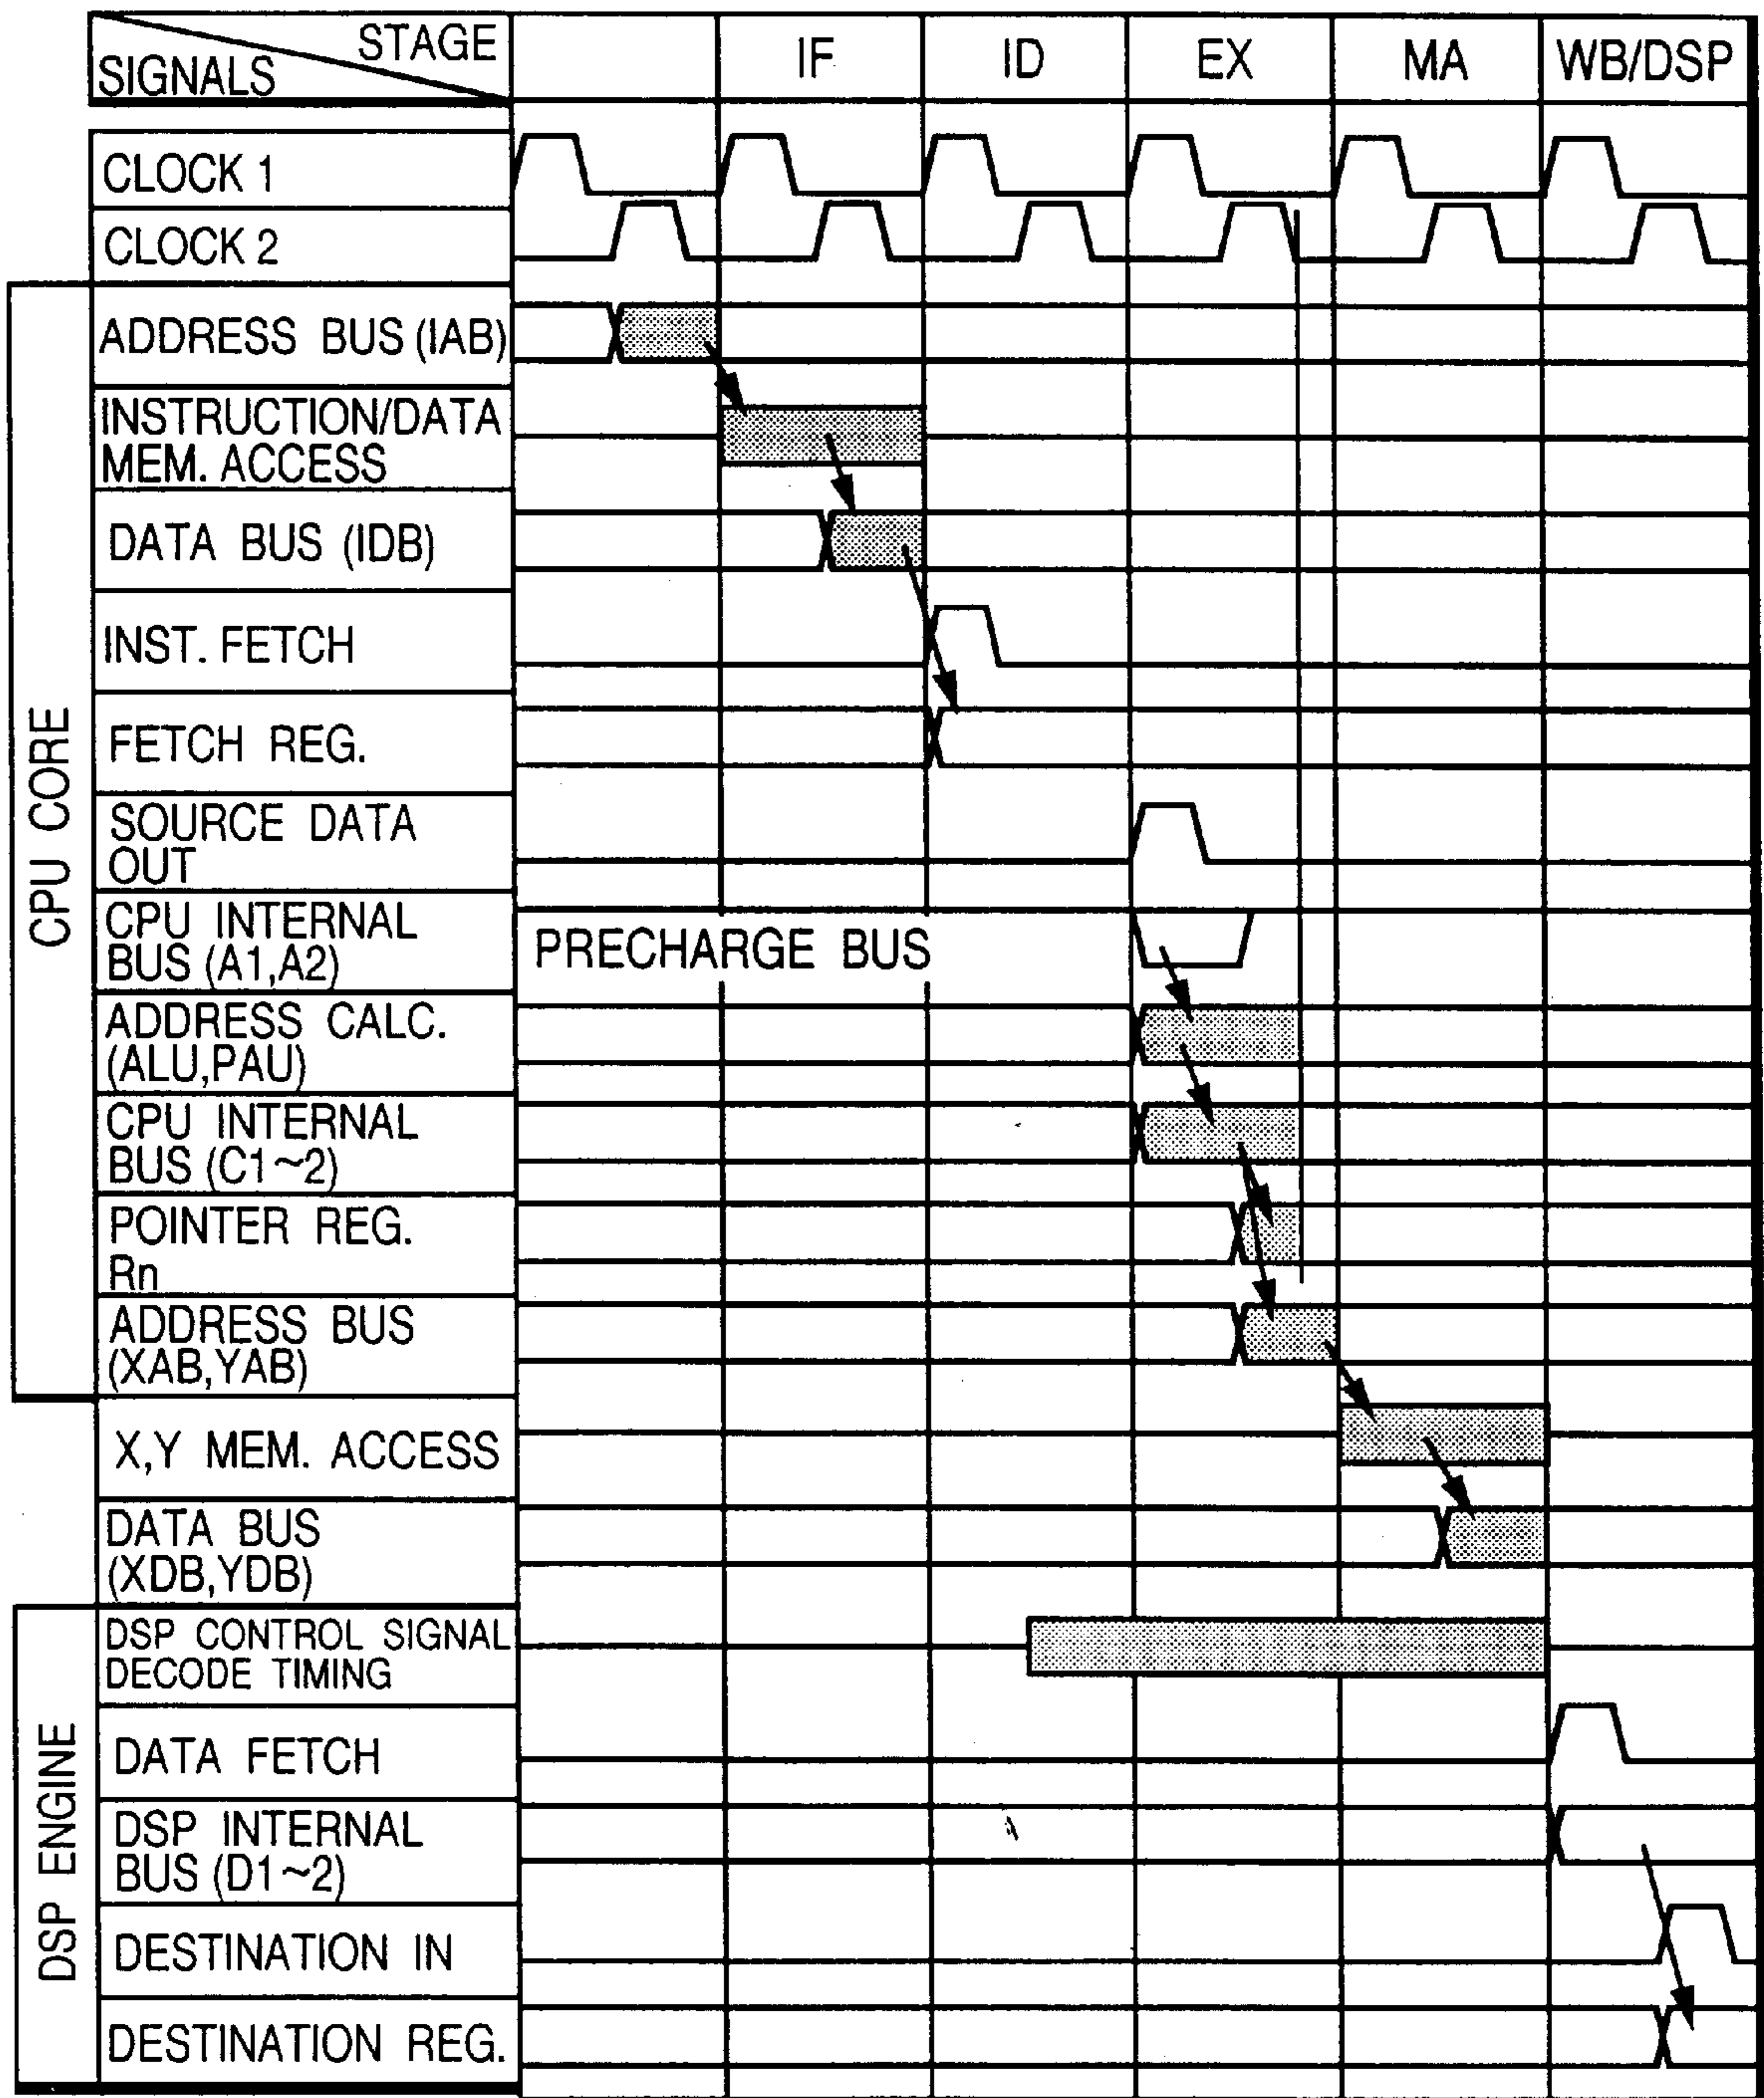 STAGE
SIGNALS
IF
ID
EX
MA
WB/DSP
CLOCK 1
CLOCK 2
CPU CORE
ADDRESS BUS (IAB)
INSTRUCTION/DATA
MEM. ACCESS
DATA BUS (IDB)
INST. FETCH
FETCH REG.
SOURCE DATA
OUT
CPU INTERNAL
BUS (A1,A2)
PRECHARGE BUS
ADDRESS CALC.
(ALU,PAU)
CPU INTERNAL
BUS (C1~2)
POINTER REG.
Rn
ADDRESS BUS
(XAB,YAB)
X,Y MEM. ACCESS
DATA BUS
(XDB,YDB)
DSP ENGINE
DSP CONTROL SIGNAL
DECODE TIMING
DATA FETCH
DSP INTERNAL
BUS (D1~2)
DESTINATION IN
DESTINATION REG.